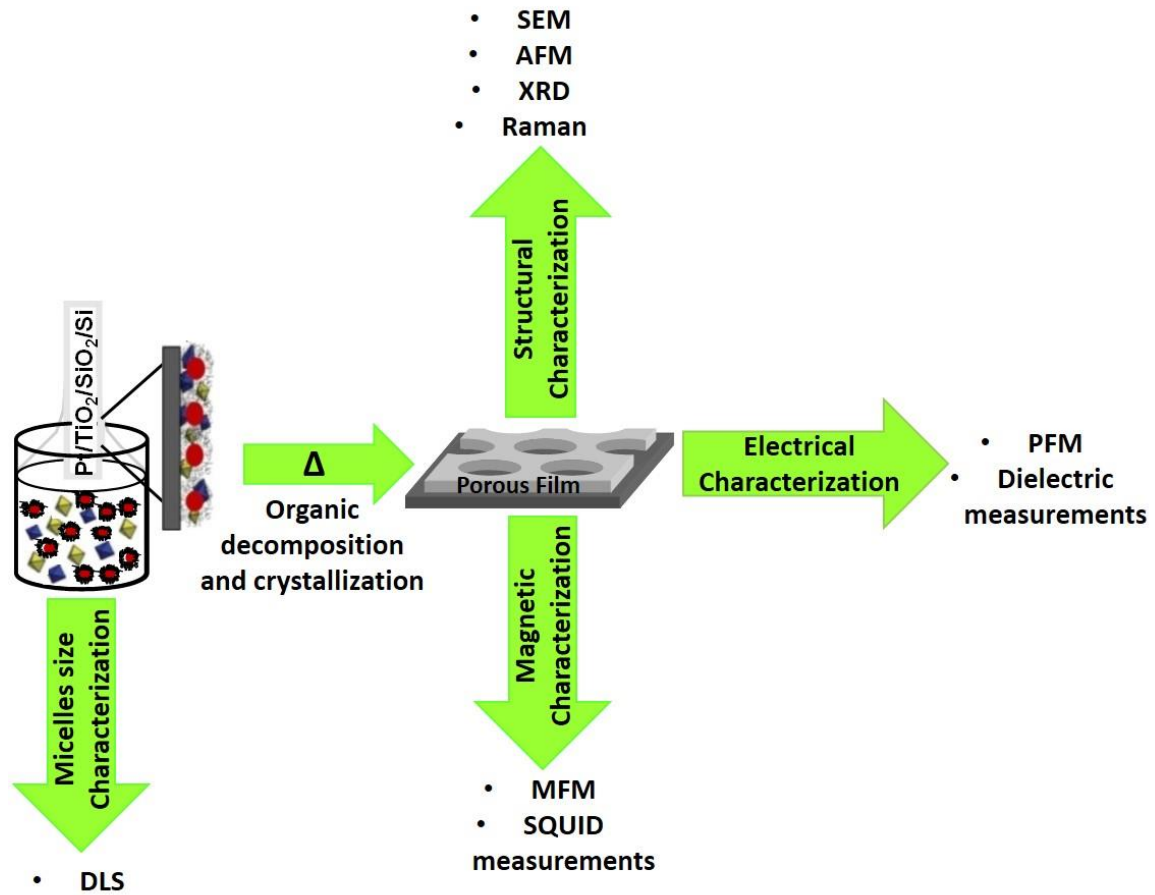 • SEM
• AFM
• XRD
• Raman
Structural
Characterization
Pt/TiO₂/SiO₂/Si
Δ
Organic
decomposition
and crystallization
Porous Film
Electrical
Characterization
• PFM
• Dielectric
measurements
Micelles size
Characterization
• DLS
Magnetic
Characterization
• MFM
• SQUID
measurements